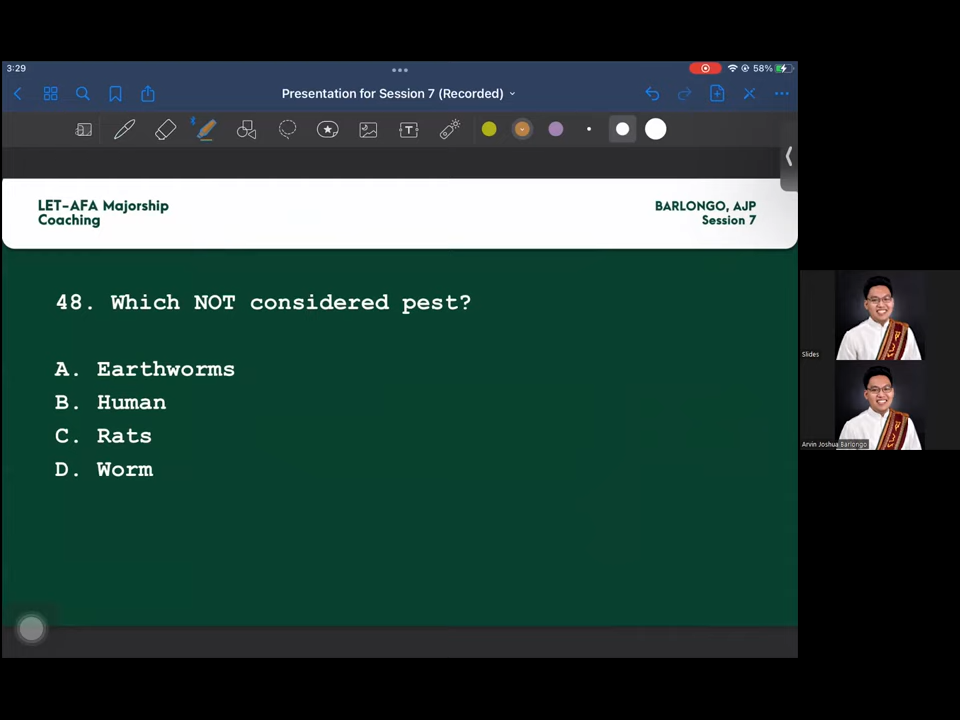 3:29
58%
Presentation for Session 7 (Recorded)
T
LET-AFA Majorship
Coaching
BARLONGO, AJP
Session 7
48. Which NOT considered pest?
A. Earthworms
B. Human
C. Rats
D. Worm
Slides
Arvin Joshua Barlongo